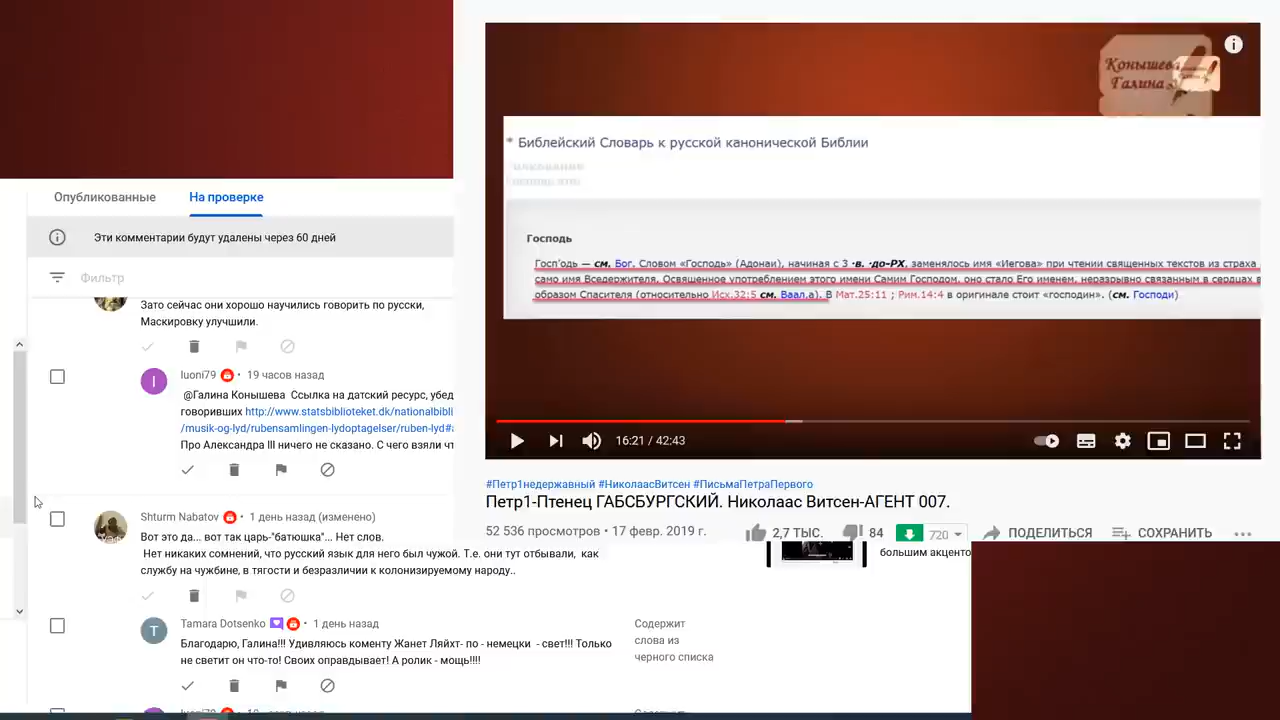 Опубликованные
На проверке
Эти комментарии будут удалены через 60 дней
Фильтр
Зато сейчас они хорошо научились говорить по русски,
Маскировку улучшили.
I
luoni79 • 19 часов назад
@Галина Конышева Ссылка на датский ресурс, убед
говоривших http://www.statsbiblioteket.dk/nationalbibli
/musik-og-lyd/rubensamlingen-lydoptagelser/ruben-lyd#a
Про Александра III ничего не сказано. С чего взяли чт
Shturm Nabatov • 1 день назад (изменено)
Вот это да... вот так царь-"батюшка"... Нет слов.
Нет никаких сомнений, что русский язык для него был чужой. Т.е. они тут отбывали, как
службу на чужбине, в тягости и безразличии к колонизируемому народу..
T
Tamara Dotsenko • 1 день назад
Благодарю, Галина!!! Удивляюсь коменту Жанет Ляйхт- по - немецки - свет!!! Только
не светит он что-то! Своих оправдывает! А ролик - мощь!!!!
Содержит
слова из
черного списка
Конышева
Галина
* Библейский Словарь к русской канонической Библии
Господь
Госп'одь — см. Бог. Словом «Господь» (Адонаи), начиная с 3 ·в. ·до-РХ, заменялось имя «Иегова» при чтении священных текстов из страха
само имя Вседержителя. Освященное употреблением этого имени Самим Господом, оно стало Его именем, неразрывно связанным в сердцах в
образом Спасителя (относительно Исх.32:5 см. Ваал,а). В Мат.25:11 ; Рим.14:4 в оригинале стоит «господин». (см. Господи)
16:21 / 42:43
#Петр1недержавный #НиколаасВитсен #ПисьмаПетраПервого
Петр1-Птенец ГАБСБУРГСКИЙ. Николаас Витсен-АГЕНТ 007.
52 536 просмотров • 17 февр. 2019 г.
2,7 ТЫС.
84
720
ПОДЕЛИТЬСЯ
СОХРАНИТЬ
большим акценто